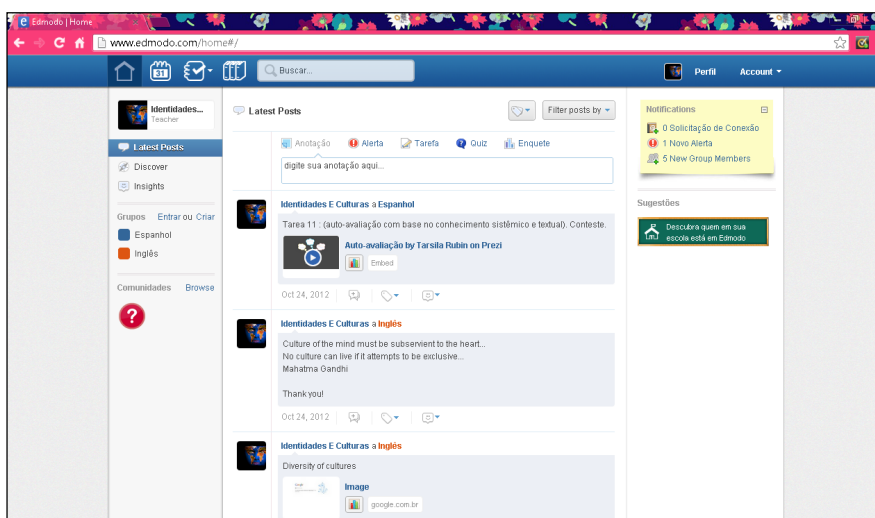 Edmodo | Home
www.edmodo.com/home#/
31
Buscar...
Perfil
Account
Identidades...
Teacher
Latest Posts
Discover
Insights
Grupos Entrar ou Criar
Espanhol
Inglês
Comunidades Browse
?
Latest Posts
Filter posts by
Anotação
Alerta
Tarefa
Quiz
Enquete
digite sua anotação aqui...
Identidades E Culturas a Espanhol
Tarea 11 : (auto-avaliação com base no conhecimento sistêmico e textual). Conteste.
Auto-avaliação by Tarsila Rubin on Prezi
Embed
Oct 24, 2012
Identidades E Culturas a Inglés
Culture of the mind must be subservient to the heart...
No culture can live if it attempts to be exclusive...
Mahatma Gandhi
Thank you!
Oct 24, 2012
Identidades E Culturas a Inglés
Diversity of cultures
Image
google.com.br
Notifications
0 Solicitação de Conexão
1 Novo Alerta
5 New Group Members
Sugestões
Descubra quem em sua
escola está em Edmodo